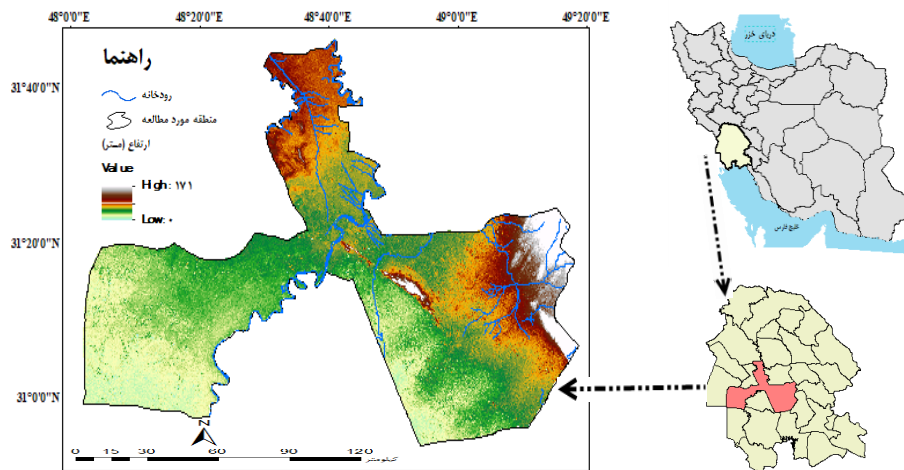 48°0'0"E 48°20'0"E 48°40'0"E 49°0'0"E 49°20'0"E
31°40'0"N
31°20'0"N
31°0'0"N
راهنما
رودخانه
منطقه مورد مطالعه
ارتفاع (متر)
Value
High: ۱۷۱
Low: ۰
N
0 15 30 60 90 120
کیلومتر
دریای خزر
خلیج فارس